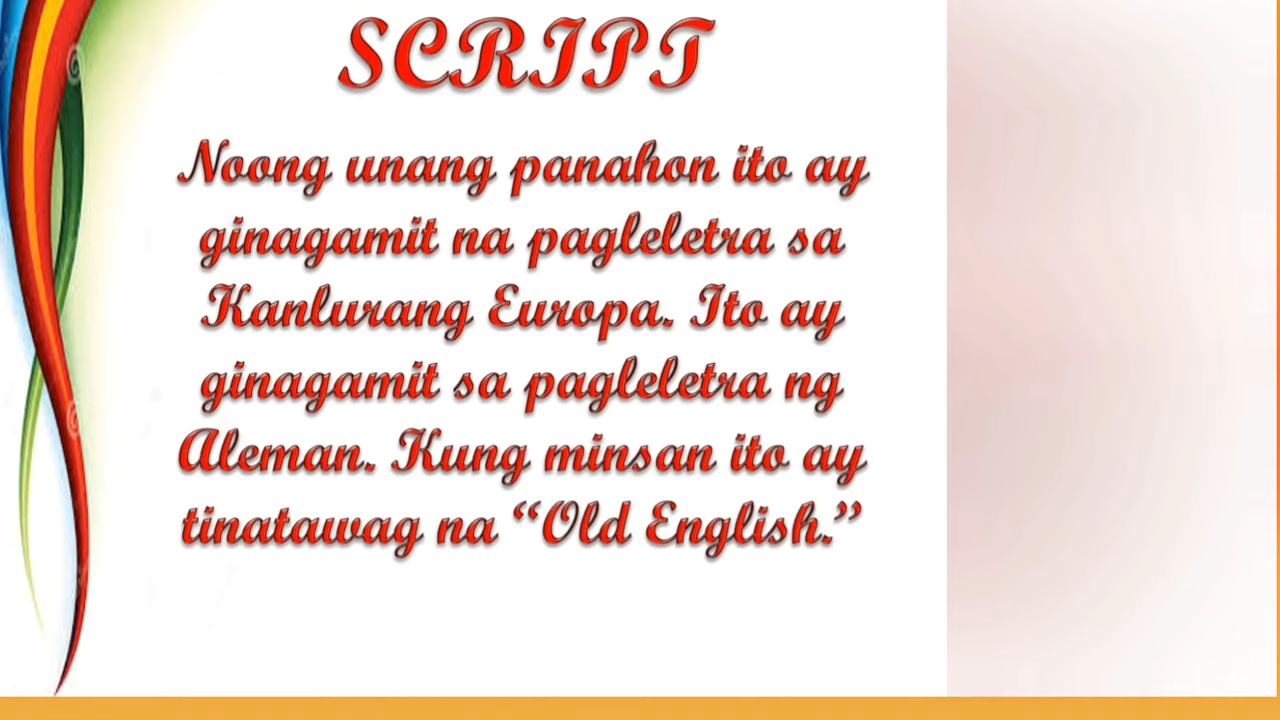 SCRIPT
Noong unang panahon ito ay
ginagamit na pagleletra sa
Kanlurang Europa. Ito ay
ginagamit sa pagleletra ng
Aleman. Kung minsan ito ay
tinatawag na “Old English.”